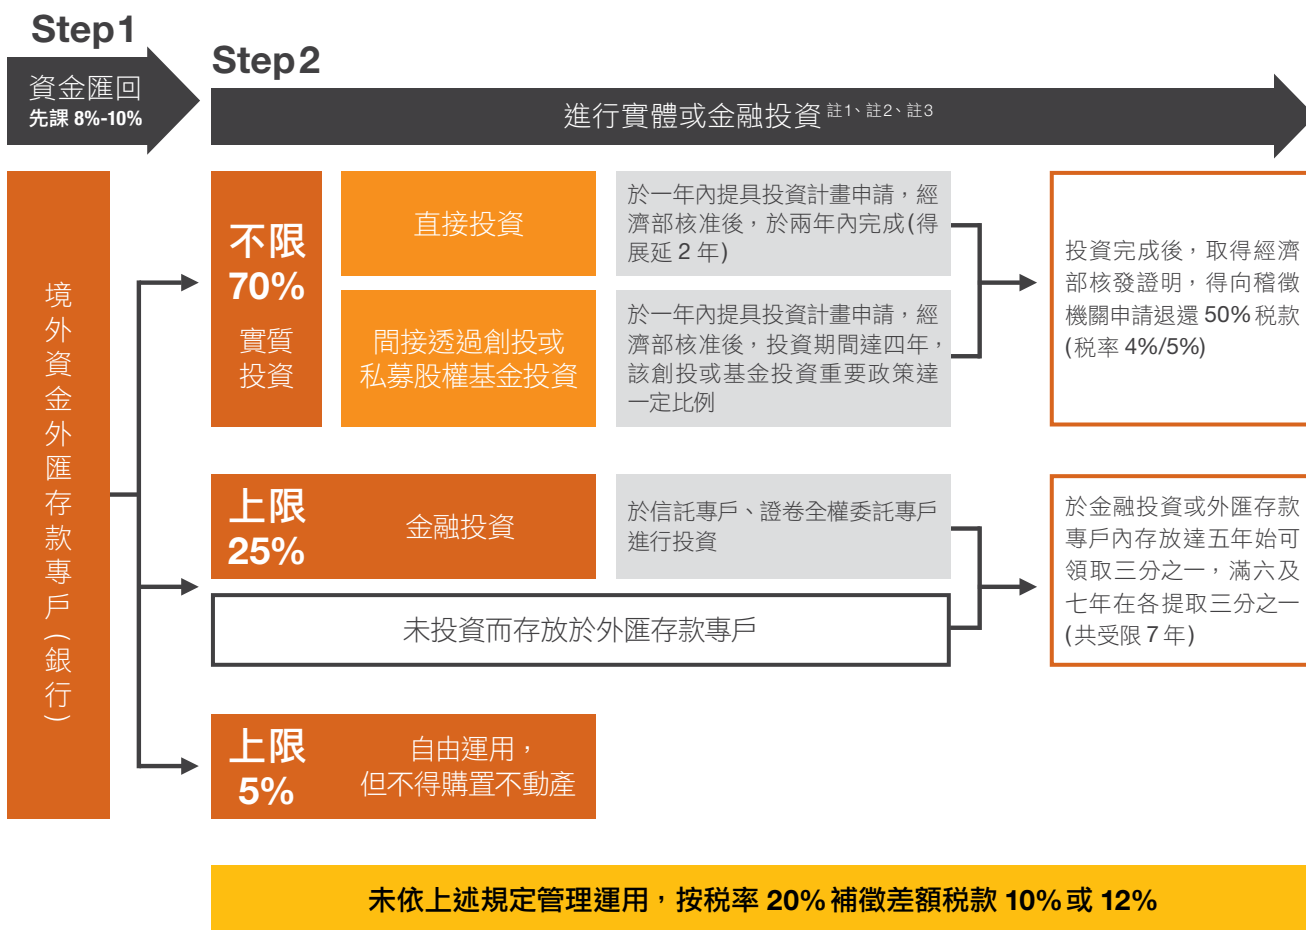 Step1
資金匯回
先課 8%-10%
Step2
進行實體或金融投資 註1、註2、註3
境外資金外匯存款專戶(銀行)
不限
70%
實質
投資
直接投資
於一年內提具投資計畫申請,經
濟部核准後,於兩年內完成(得
展延 2 年)
間接透過創投或
私募股權基金投資
於一年內提具投資計畫申請,經
濟部核准後,投資期間達四年,
該創投或基金投資重要政策達
一定比例
投資完成後,取得經濟
部核發證明,得向稽徵
機關申請退還 50% 税款
(税率 4%/5%)
上限
25%
金融投資
於信託專戶、證卷全權委託專戶
進行投資
未投資而存放於外匯存款專戶
於金融投資或外匯存款
專戶內存放達五年始可
領取三分之一,滿六及
七年在各提取三分之一
(共受限 7 年)
上限
5%
自由運用,
但不得購置不動產
未依上述規定管理運用,按税率 20% 補徵差額税款 10% 或 12%